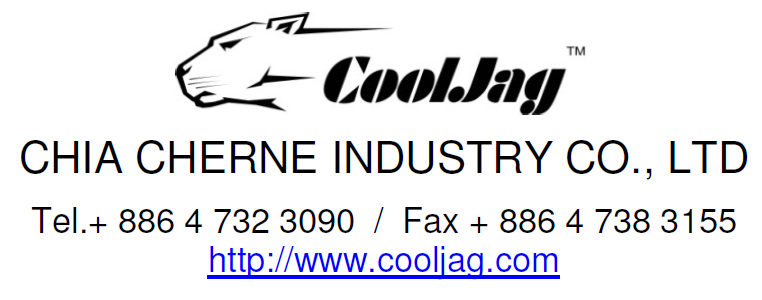 CoolJag™
CHIA CHERNE INDUSTRY CO., LTD
Tel.+ 886 4 732 3090 / Fax + 886 4 738 3155
http://www.cooljag.com